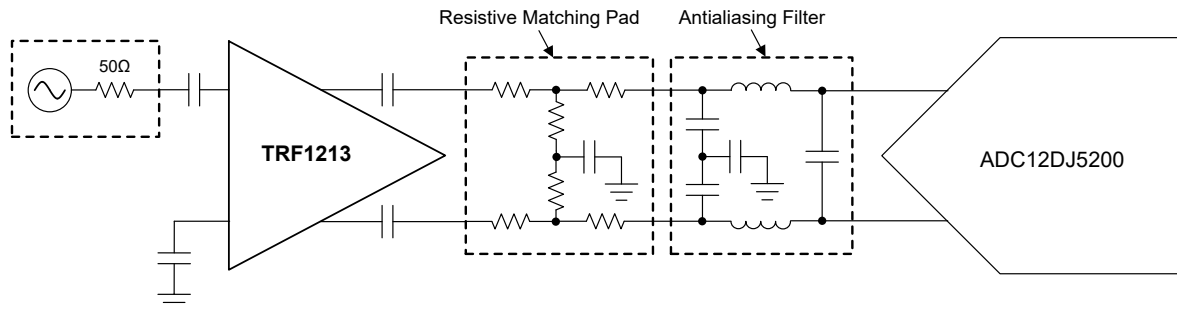 Resistive Matching Pad
Antialiasing Filter
50Ω
TRF1213
ADC12DJ5200